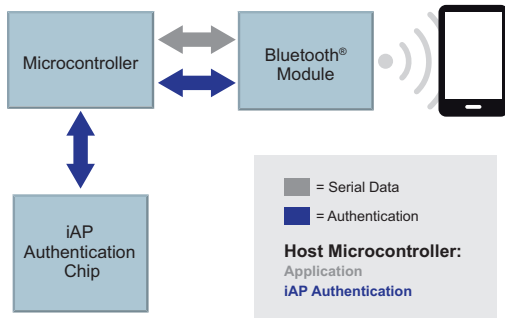 Microcontroller
Bluetooth®
Module
iAP
Authentication
Chip
= Serial Data
= Authentication
Host Microcontroller:
Application
iAP Authentication